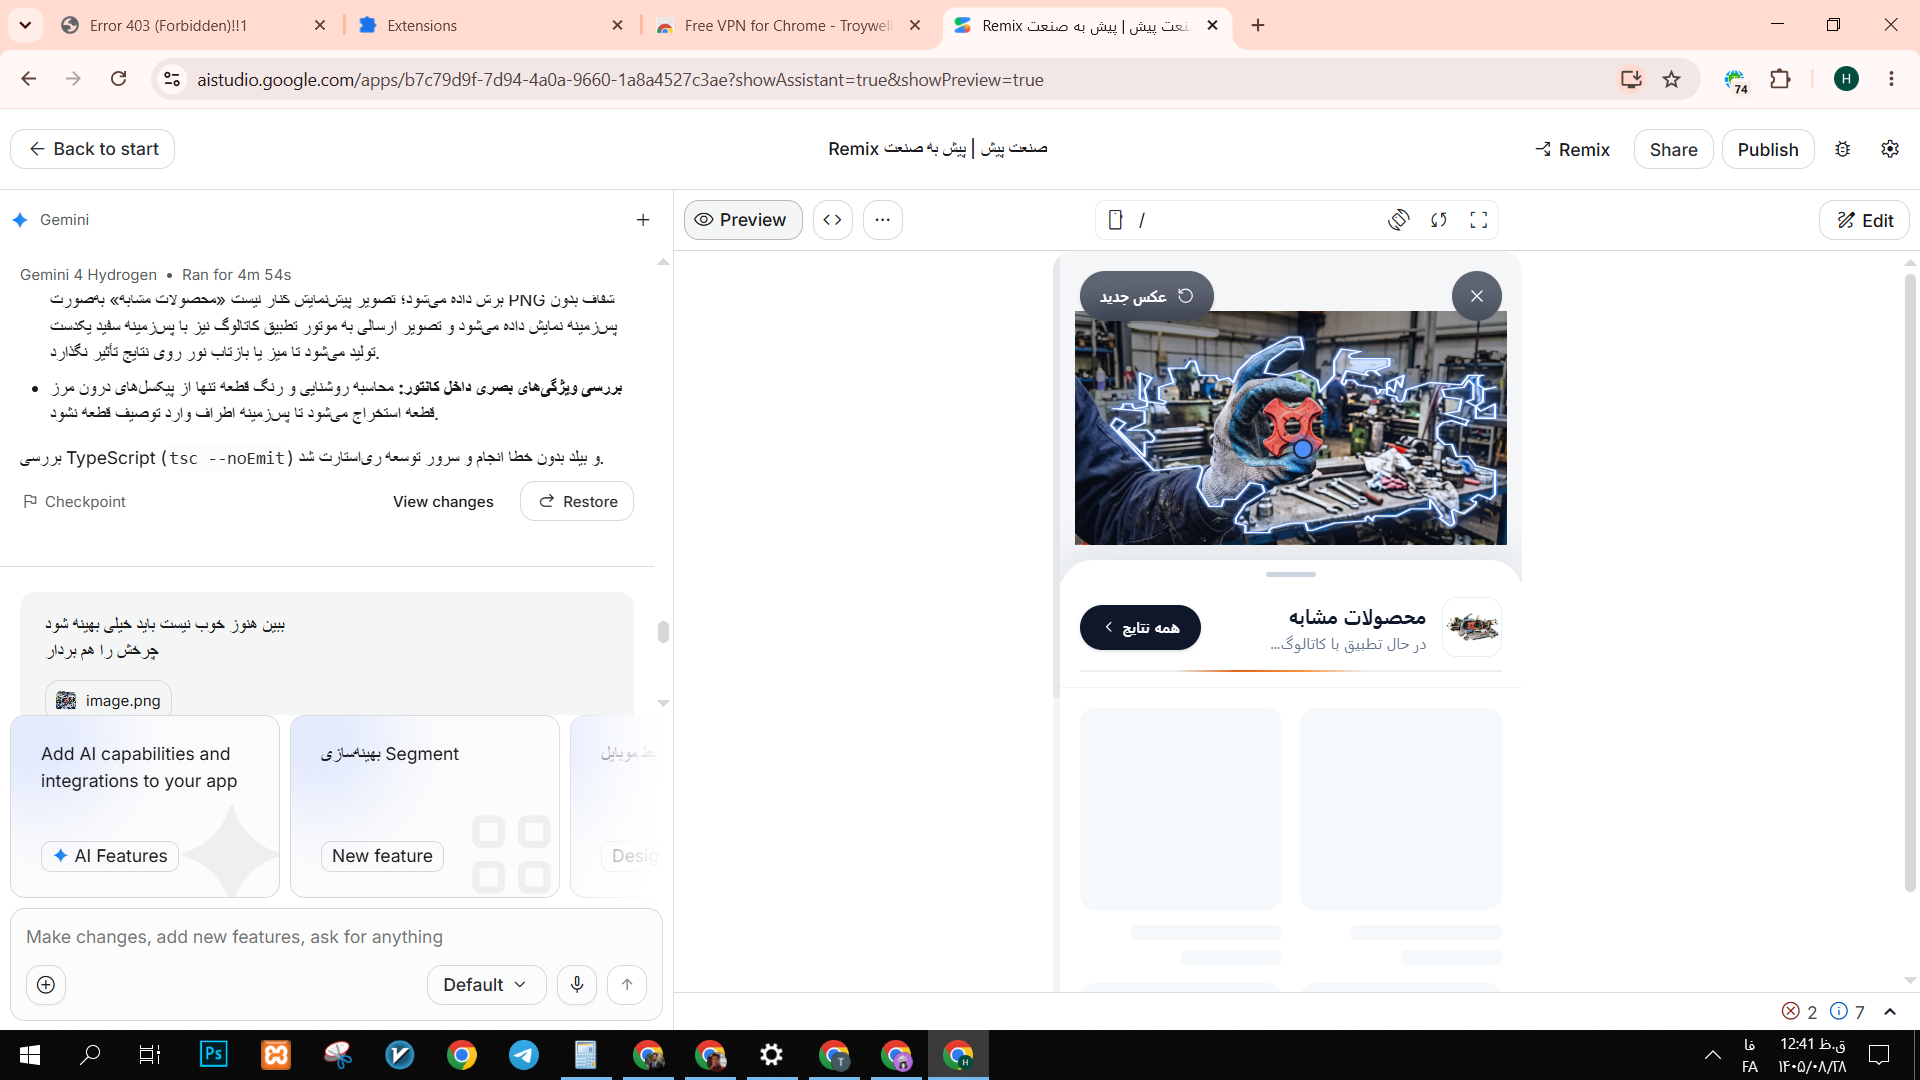 Error 403 (Forbidden)!!1
Extensions
Free VPN for Chrome - Troywell
Remix صنعت پیش | پیش به صنعت
aistudio.google.com/apps/b7c79d9f-7d94-4a0a-9660-1a8a4527c3ae?showAssistant=true&showPreview=true
74
H
Back to start
Remix صنعت پیش | پیش به صنعت
Remix
Share
Publish
Gemini
Preview
/
Edit
Gemini 4 Hydrogen • Ran for 4m 54s
شفاف بدون PNG برش داده می‌شود؛ تصویر پیش‌نمایش کنار لیست «محصولات مشابه» به‌صورت
پس‌زمینه نمایش داده می‌شود و تصویر ارسالی به موتور تطبیق کاتالوگ نیز با پس‌زمینه سفید یکدست
تولید می‌شود تا میز یا بازتاب نور روی نتایج تأثیر نگذارد.
بررسی ویژگی‌های بصری داخل کانتور: محاسبه روشنایی و رنگ قطعه تنها از پیکسل‌های درون مرز
قطعه استخراج می‌شود تا پس‌زمینه اطراف وارد توصیف قطعه نشود.
بررسی TypeScript (tsc --noEmit) و بیلد بدون خطا انجام و سرور توسعه ری‌استارت شد.
Checkpoint
View changes
Restore
ببین هنوز خوب نیست باید خیلی بهینه شود
چرخش را هم بردار
image.png
Add AI capabilities and
integrations to your app
AI Features
بهینه‌سازی Segment
New feature
موبایل
Desig
Make changes, add new features, ask for anything
Default
عکس جدید
محصولات مشابه
در حال تطبیق با کاتالوگ...
همه نتایج
2
7
Ps
T
H
فا
FA
12:41 ق.ظ
۱۴۰۵/۰۸/۲۸